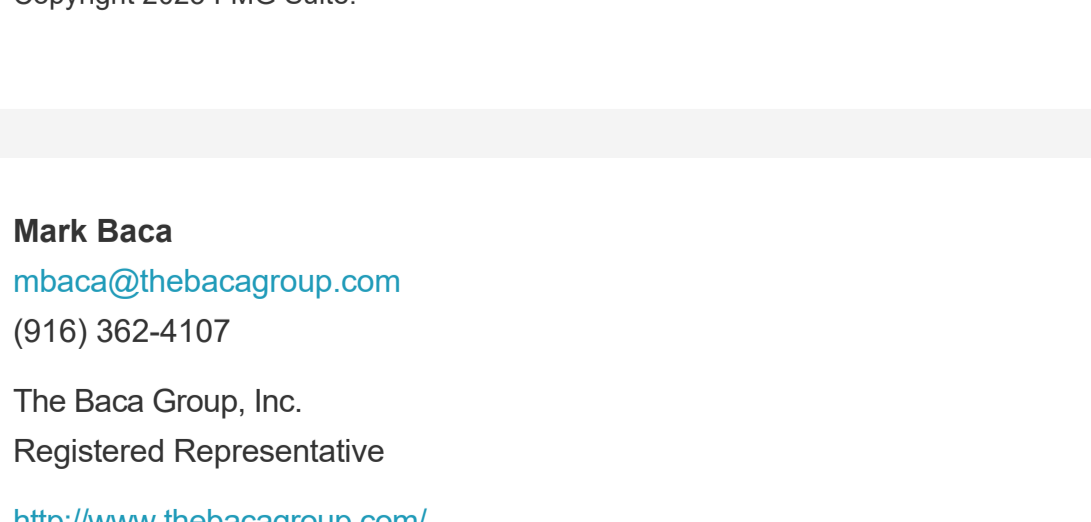 Mark Baca
mbaca@thebacagroup.com
(916) 362-4107
The Baca Group, Inc.
Registered Representative
http://www.thebacagroup.com/